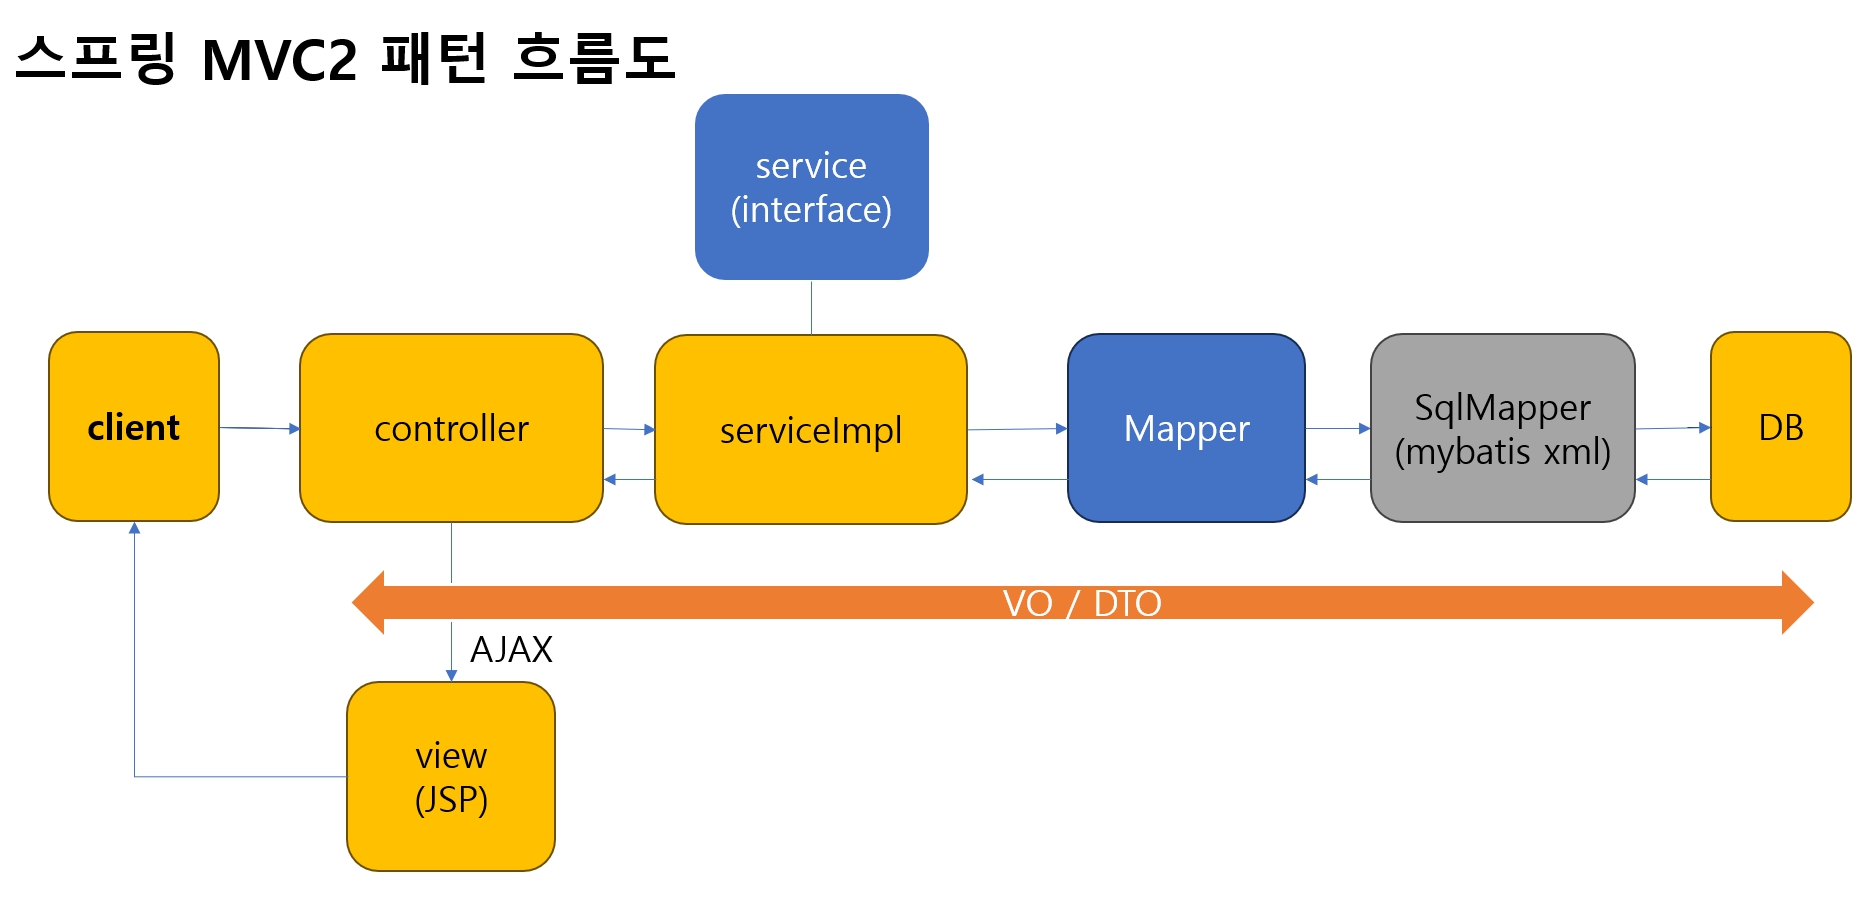 스프링 MVC2 패턴 흐름도
service
(interface)
client
controller
serviceImpl
Mapper
SqlMapper
(mybatis xml)
DB
VO / DTO
AJAX
view
(JSP)